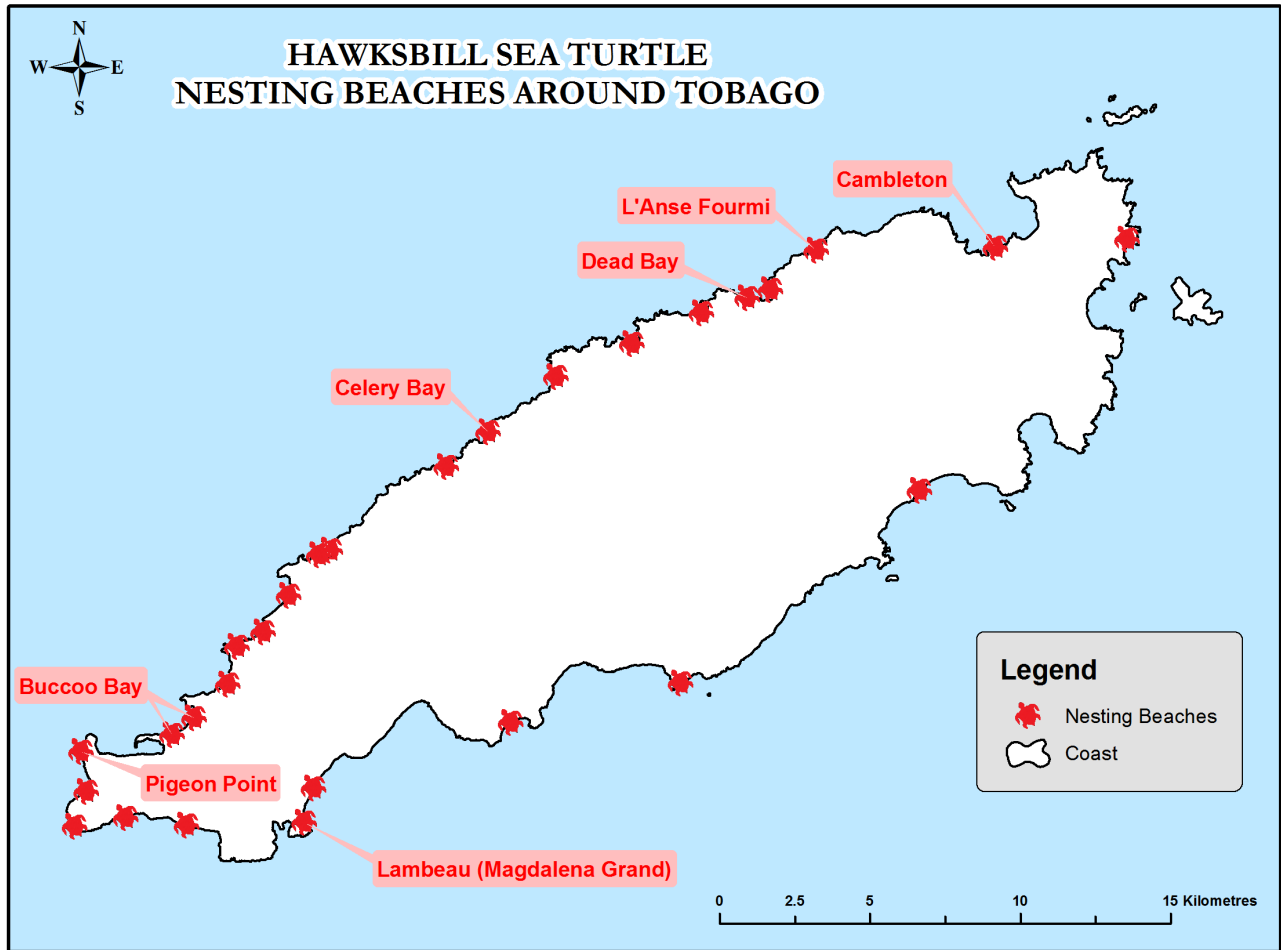 N
W E
S
HAWKSBILL SEA TURTLE
NESTING BEACHES AROUND TOBAGO
Cambleton
L'Anse Fourmi
Dead Bay
Celery Bay
Buccoo Bay
Pigeon Point
Lambeau (Magdalena Grand)
Legend
Nesting Beaches
Coast
0 2.5 5 10 15 Kilometres